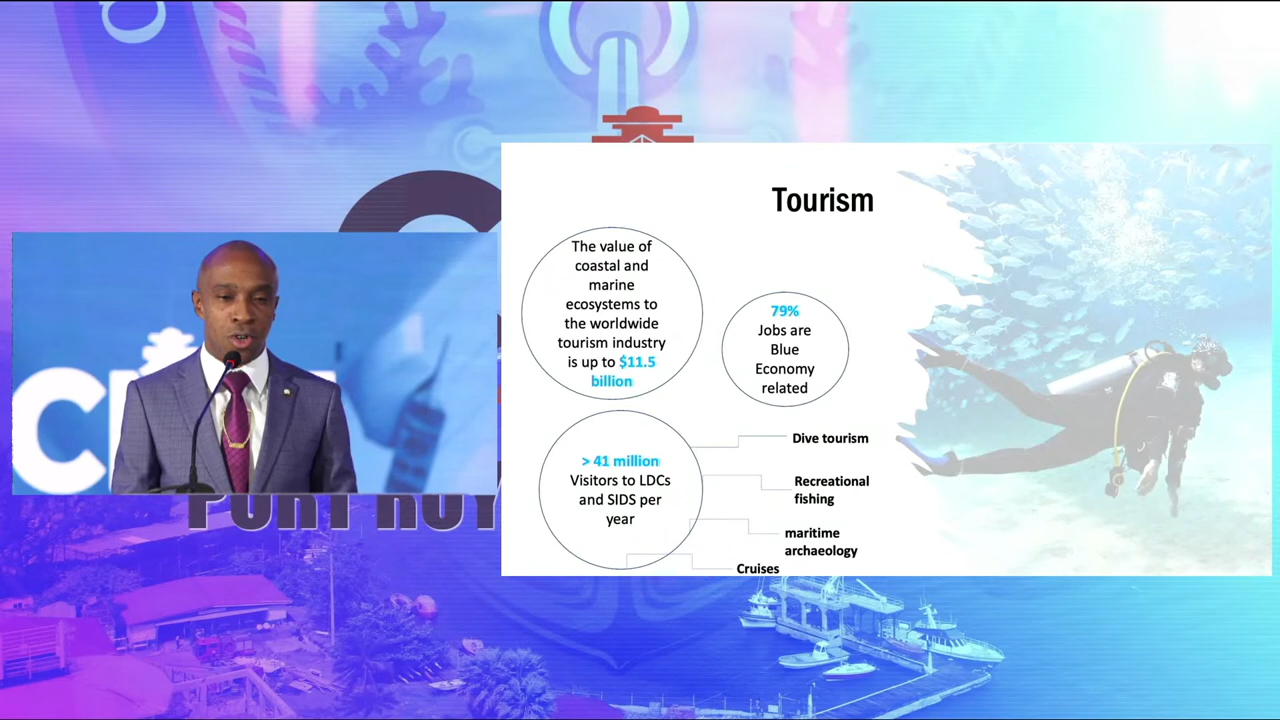 Tourism
The value of
coastal and
marine
ecosystems to
the worldwide
tourism industry
is up to $11.5
billion
79%
Jobs are
Blue
Economy
related
> 41 million
Visitors to LDCs
and SIDS per
year
Dive tourism
Recreational
fishing
maritime
archaeology
Cruises